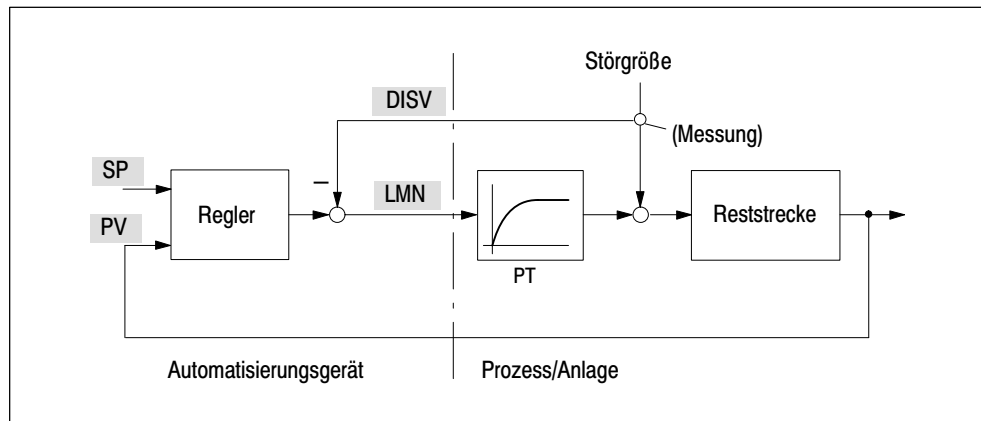 Störgröße
DISV
(Messung)
SP
–
LMN
Regler
Reststrecke
PV
PT
Automatisierungsgerät
Prozess/Anlage